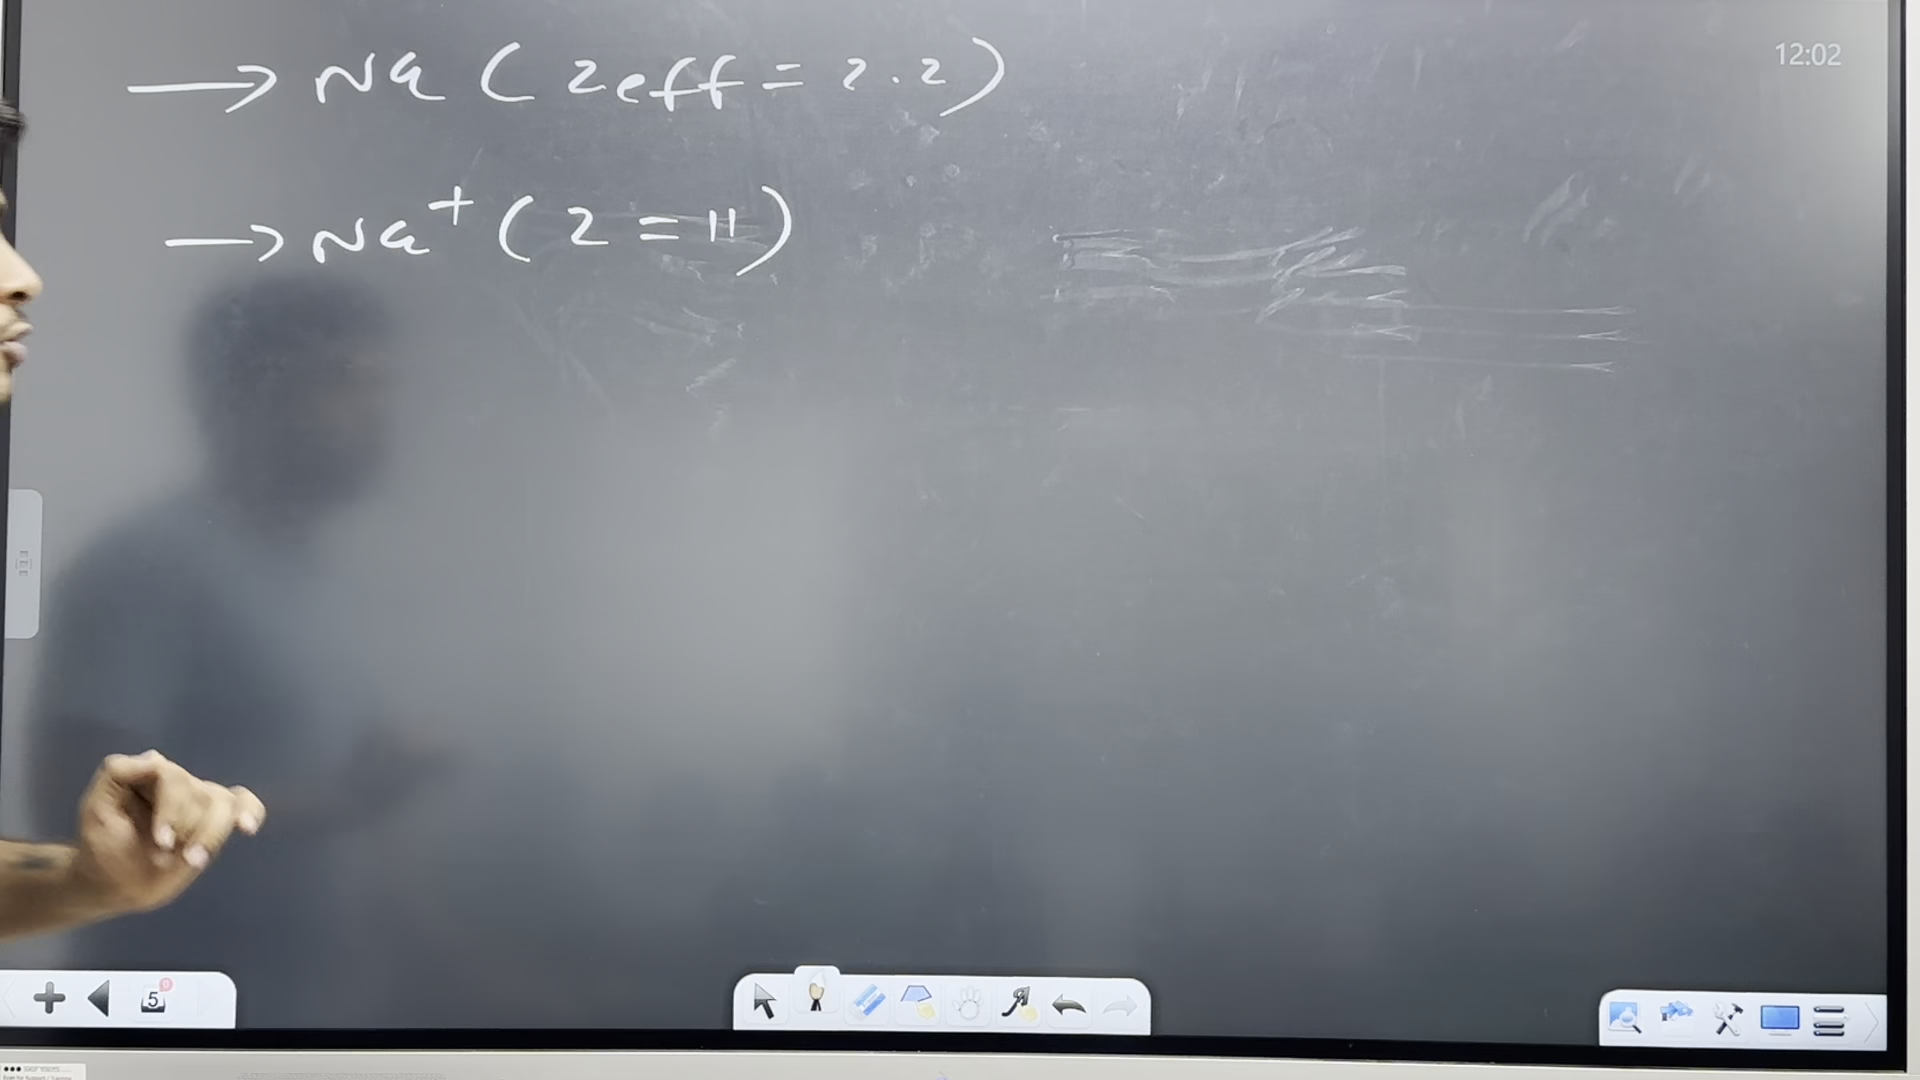 → Na (Zeff = 2.2)
12:02
→ Na⁺ (Z = 11)
5